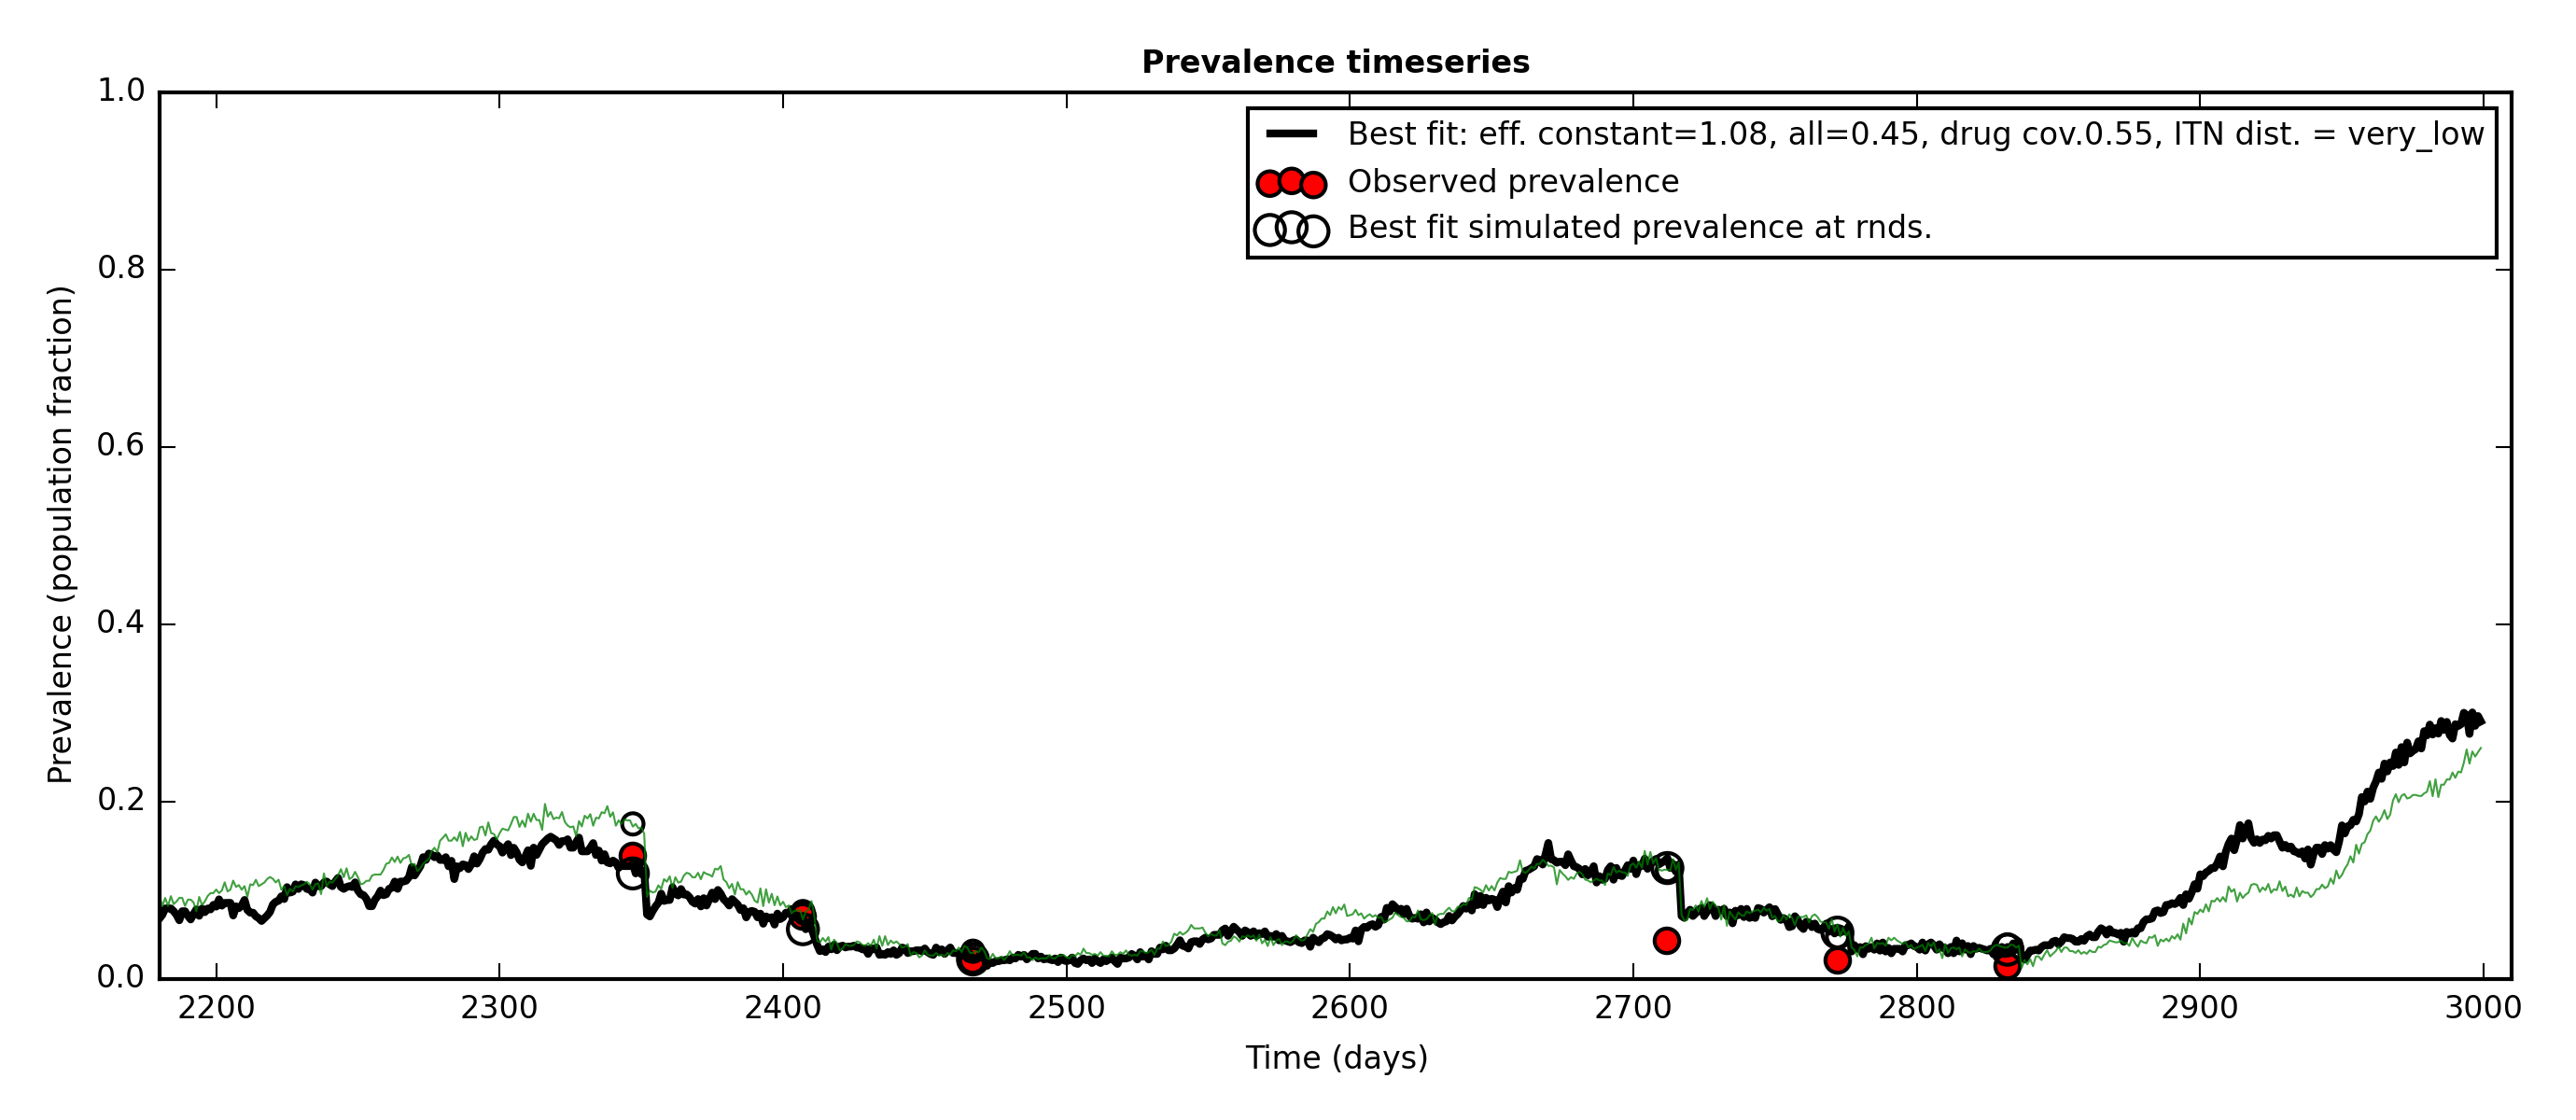 Prevalence timeseries
1.0
0.8
0.6
0.4
0.2
0.0
Prevalence (population fraction)
Best fit: eff. constant=1.08, all=0.45, drug cov.0.55, ITN dist. = very_low
Observed prevalence
Best fit simulated prevalence at rnds.
2200 2300 2400 2500 2600 2700 2800 2900 3000
Time (days)